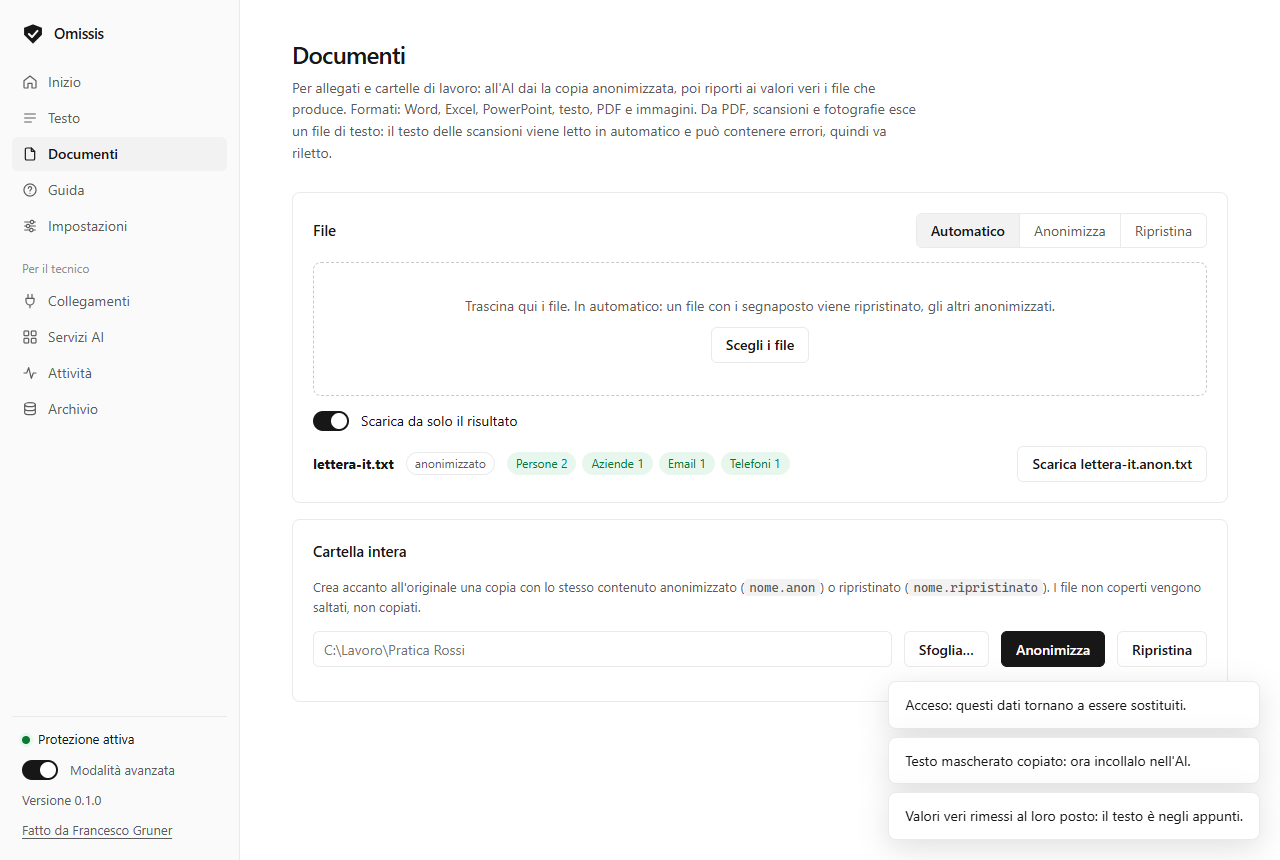 Omissis
Inizio
Testo
Documenti
Guida
Impostazioni
Per il tecnico
Collegamenti
Servizi AI
Attività
Archivio
Protezione attiva
Modalità avanzata
Versione 0.1.0
Fatto da Francesco Gruner
Documenti
Per allegati e cartelle di lavoro: all'AI dai la copia anonimizzata, poi riporti ai valori veri i file che
produce. Formati: Word, Excel, PowerPoint, testo, PDF e immagini. Da PDF, scansioni e fotografie esce
un file di testo: il testo delle scansioni viene letto in automatico e può contenere errori, quindi va
riletto.
File
Automatico Anonimizza Ripristina
Trascina qui i file. In automatico: un file con i segnaposto viene ripristinato, gli altri anonimizzati.
Scegli i file
Scarica da solo il risultato
lettera-it.txt anonimizzato Persone 2 Aziende 1 Email 1 Telefoni 1 Scarica lettera-it.anon.txt
Cartella intera
Crea accanto all'originale una copia con lo stesso contenuto anonimizzato (nome.anon) o ripristinato (nome.ripristinato). I file non coperti vengono
saltati, non copiati.
C:\Lavoro\Pratica Rossi Sfoglia... Anonimizza Ripristina
Acceso: questi dati tornano a essere sostituiti.
Testo mascherato copiato: ora incollalo nell'AI.
Valori veri rimessi al loro posto: il testo è negli appunti.